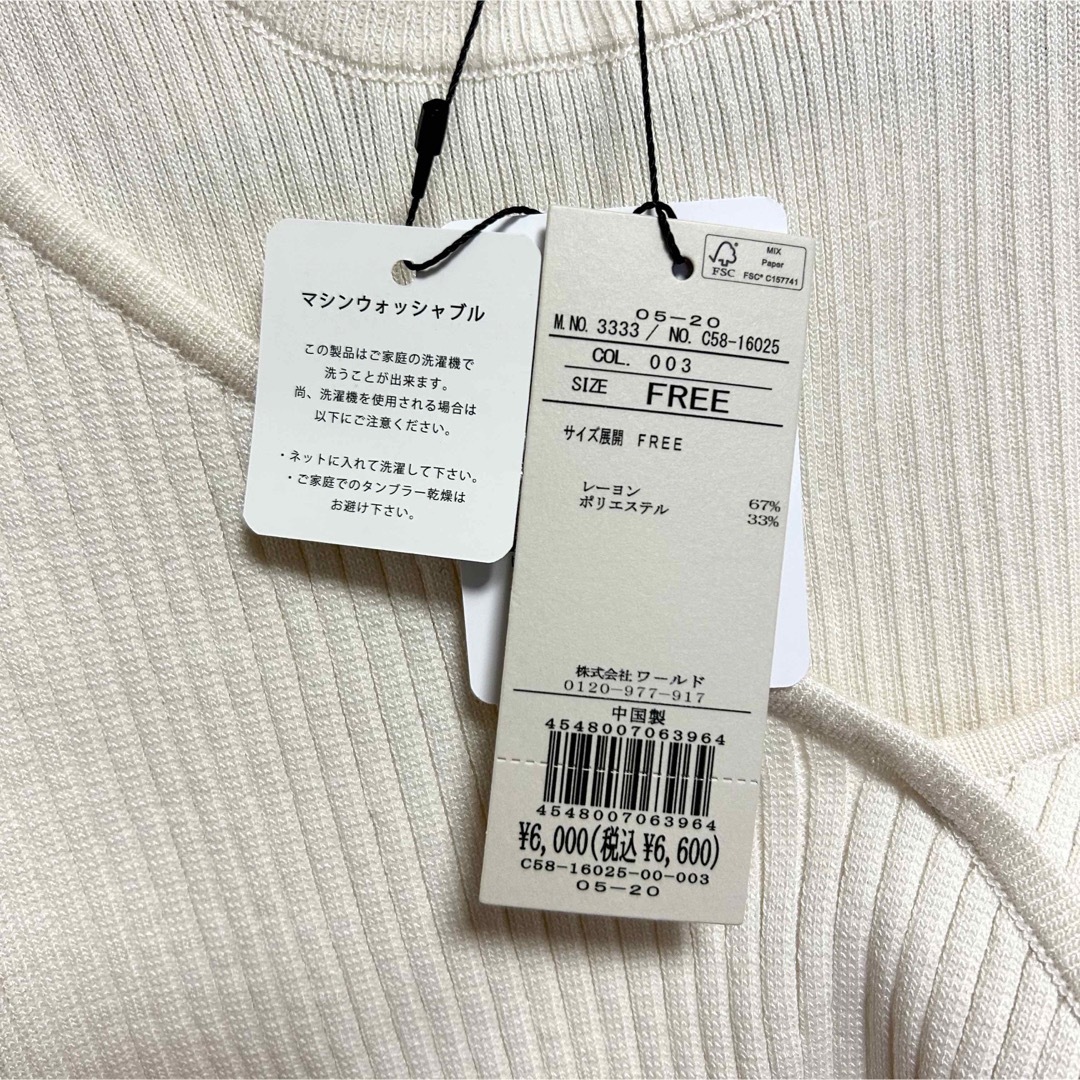 マシンウォッシャブル
この製品はご家庭の洗濯機で
洗うことが出来ます。
尚、洗濯機を使用される場合は
以下にご注意ください。
・ネットに入れて洗濯して下さい。
・ご家庭でのタンブラー乾燥は
お避け下さい。
FSC
MIX
Paper
FSC® C157741
05-20
M.NO. 3333 / NO. C58-16025
COL. 003
SIZE FREE
サイズ展開 FREE
レーヨン 67%
ポリエステル 33%
株式会社ワールド
0120-977-917
中国製
4548007063964
4548007063964
¥6,000(税込¥6,600)
C58-16025-00-003
05-20